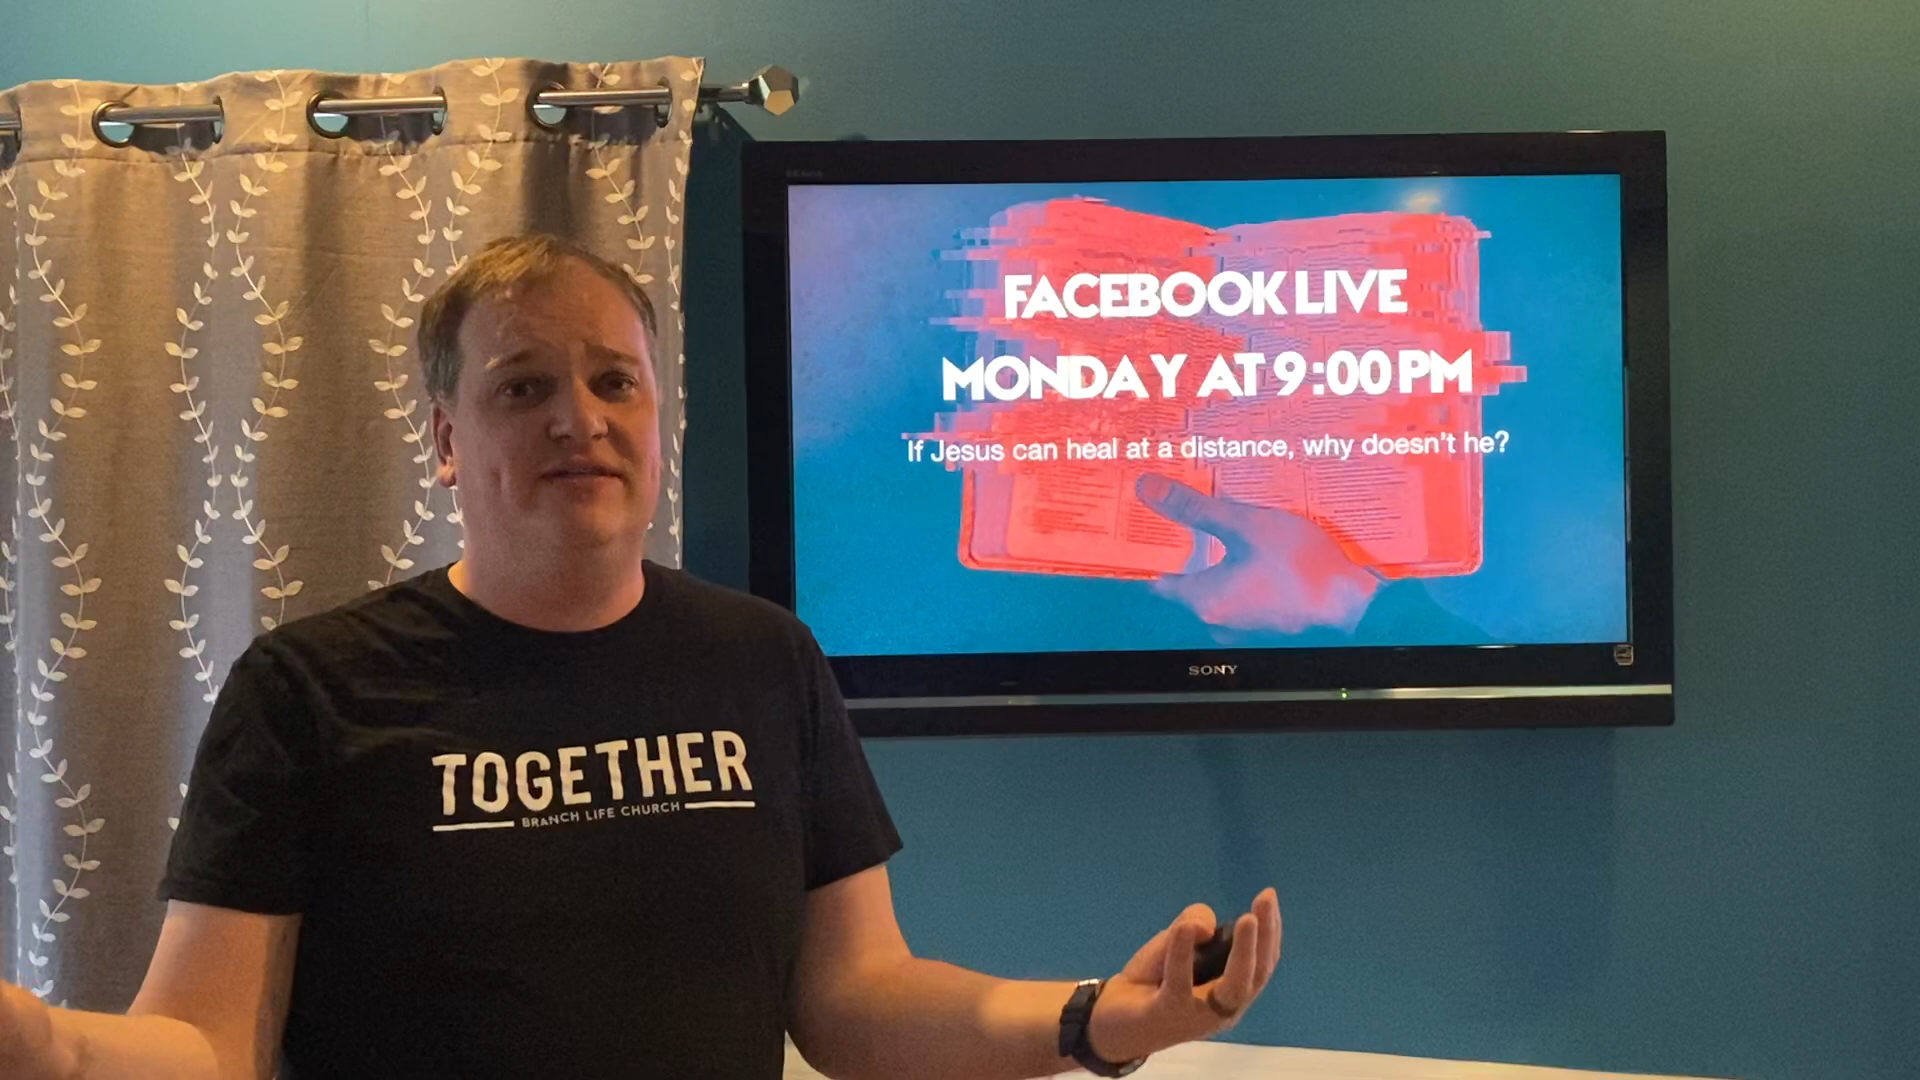 FACEBOOK LIVE
MONDAY AT 9:00 PM
If Jesus can heal at a distance, why doesn't he?
SONY
TOGETHER
BRANCH LIFE CHURCH